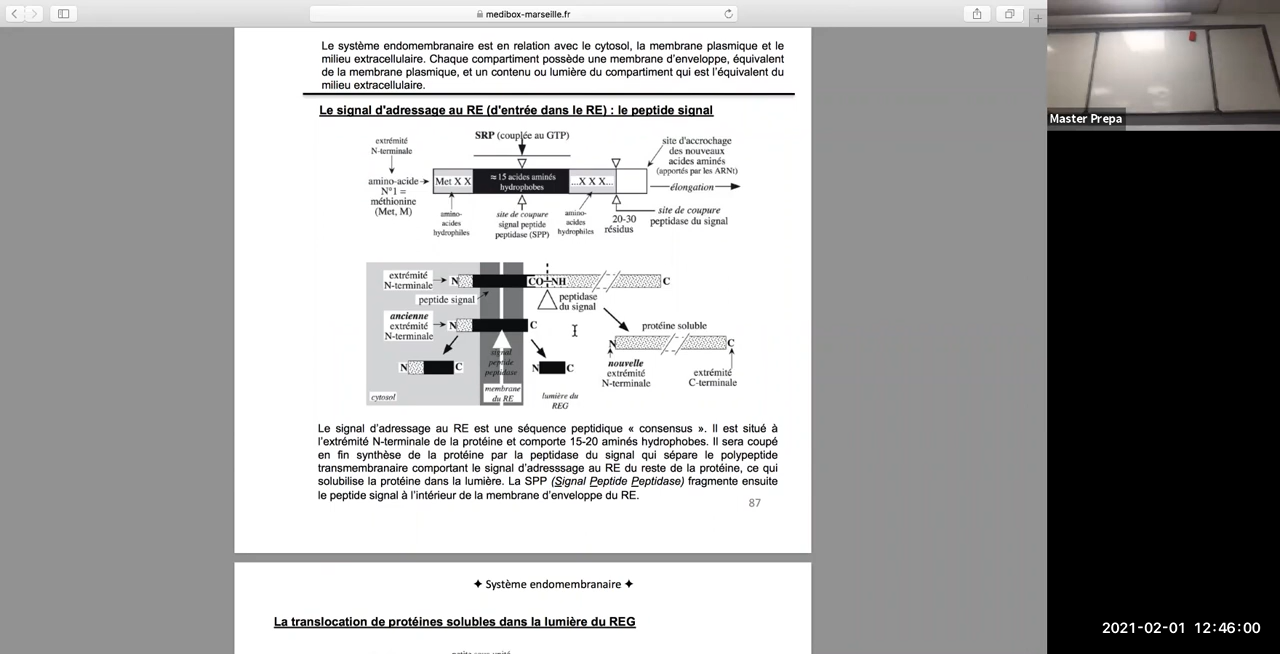 medibox-marseille.fr
Master Prepa
Le système endomembranaire est en relation avec le cytosol, la membrane plasmique et le
milieu extracellulaire. Chaque compartiment possède une membrane d'enveloppe, équivalent
de la membrane plasmique, et un contenu ou lumière du compartiment qui est l'équivalent du
milieu extracellulaire.
Le signal d'adressage au RE (d'entrée dans le RE) : le peptide signal
SRP (couplée au GTP)
extrémité
N-terminale
site d'accrochage
des nouveaux
acides aminés
(apportés par les ARNt)
amino-acide
N°1 =
méthionine
(Met, M)
Met X X
≈ 15 acides aminés
hydrophobes
...X X X...
élongation
amino-
acides
hydrophiles
site de coupure
signal peptide
peptidase (SPP)
amino-
acides
hydrophiles
20-30
résidus
site de coupure
peptidase du signal
extrémité
N-terminale
N
CO
NH
C
peptide signal
peptidase
du signal
ancienne
extrémité
N-terminale
N
C
protéine soluble
N
C
signal
peptide
peptidase
N
C
N
C
nouvelle
extrémité
N-terminale
extrémité
C-terminale
membrane
du RE
cytosol
lumière du
REG
Le signal d'adressage au RE est une séquence peptidique « consensus ». Il est situé à
l'extrémité N-terminale de la protéine et comporte 15-20 aminés hydrophobes. Il sera coupé
en fin synthèse de la protéine par la peptidase du signal qui sépare le polypeptide
transmembranaire comportant le signal d'adresssage au RE du reste de la protéine, ce qui
solubilise la protéine dans la lumière. La SPP (Signal Peptide Peptidase) fragmente ensuite
le peptide signal à l'intérieur de la membrane d'enveloppe du RE.
87
✦ Système endomembranaire ✦
La translocation de protéines solubles dans la lumière du REG
2021-02-01 12:46:00